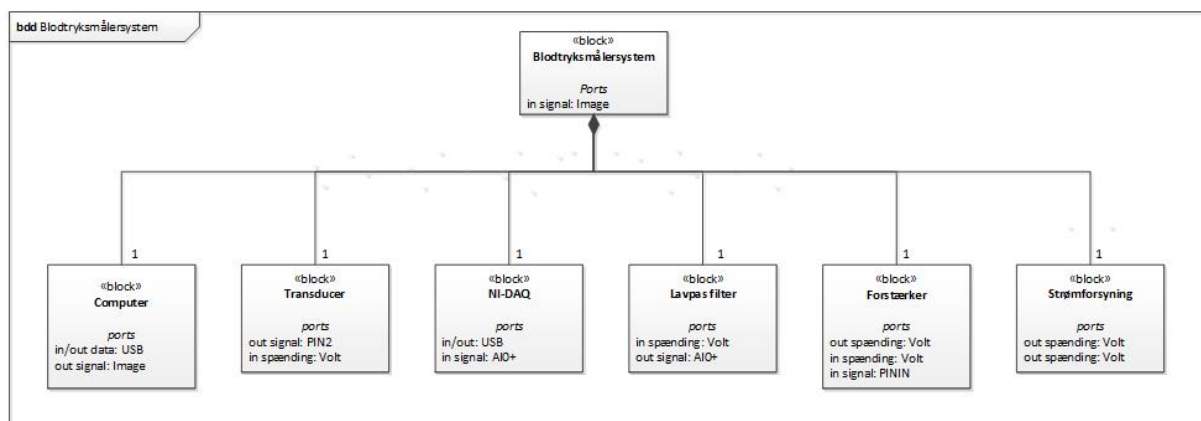 bdd Blodtryksmålersystem
«block»
Blodtryksmålersystem
Ports
in signal: Image
1
1
1
1
1
1
«block»
Computer
ports
in/out data: USB
out signal: Image
«block»
Transducer
ports
out signal: PIN2
in spænding: Volt
«block»
NI-DAQ
ports
in/out: USB
in signal: AI0+
«block»
Lavpas filter
ports
in spænding: Volt
out signal: AI0+
«block»
Forstærker
ports
out spænding: Volt
in spænding: Volt
in signal: PININ
«block»
Strømforsyning
ports
out spænding: Volt
out spænding: Volt